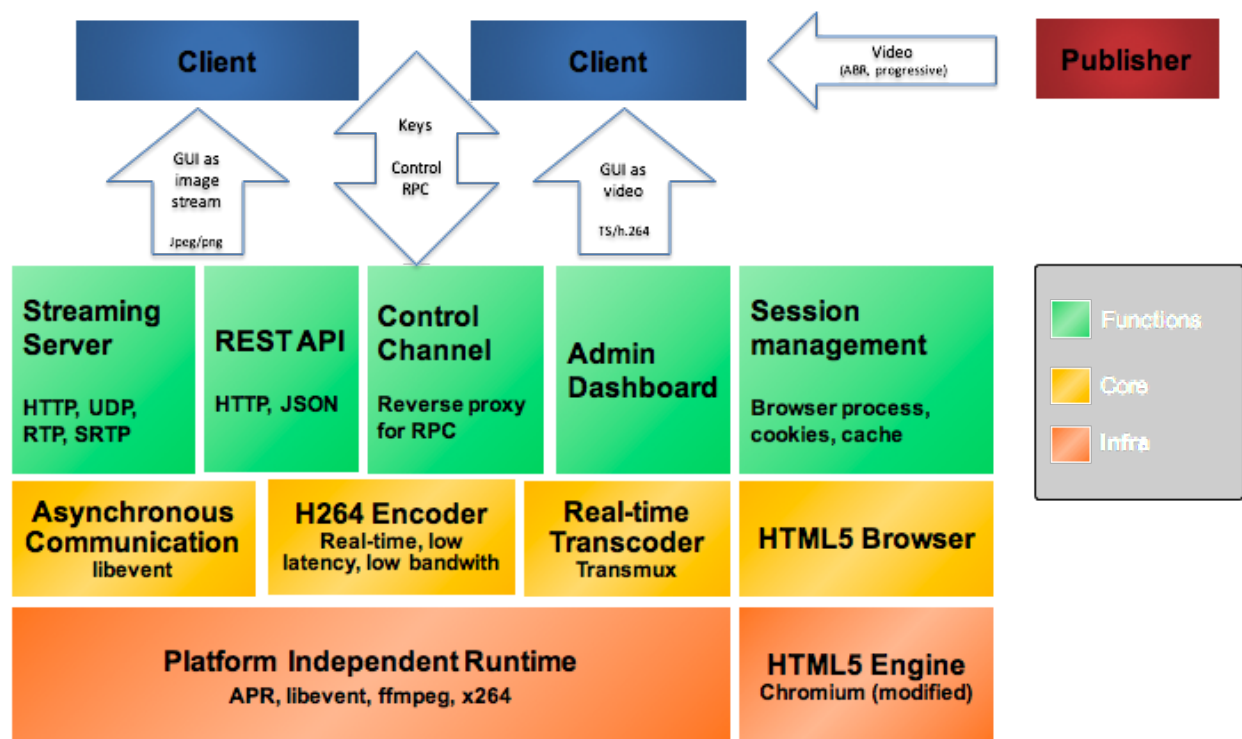 Client
Client
Video
(ABR, progressive)
Publisher
GUI as
image
stream
Jpeg/png
Keys
Control
RPC
GUI as
video
TS/h.264
Streaming
Server
HTTP, UDP,
RTP, SRTP
REST API
HTTP, JSON
Control
Channel
Reverse proxy
for RPC
Admin
Dashboard
Session
management
Browser process,
cookies, cache
Functions
Core
Infra
Asynchronous
Communication
libevent
H264 Encoder
Real-time, low
latency, low bandwith
Real-time
Transcoder
Transmux
HTML5 Browser
Platform Independent Runtime
APR, libevent, ffmpeg, x264
HTML5 Engine
Chromium (modified)